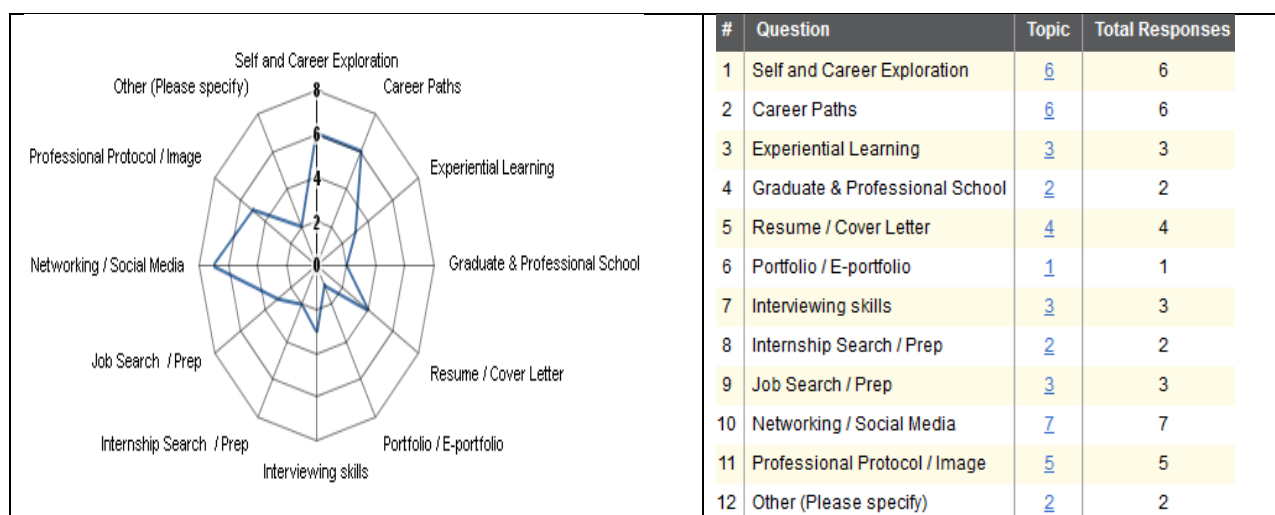 Self and Career Exploration
Other (Please specify)
8
Career Paths
6
Professional Protocol / Image
Experiential Learning
4
2
Networking / Social Media
0
Graduate & Professional School
Job Search / Prep
Resume / Cover Letter
Internship Search / Prep
Portfolio / E-portfolio
Interviewing skills
# Question Topic Total Responses
1 Self and Career Exploration 6 6
2 Career Paths 6 6
3 Experiential Learning 3 3
4 Graduate & Professional School 2 2
5 Resume / Cover Letter 4 4
6 Portfolio / E-portfolio 1 1
7 Interviewing skills 3 3
8 Internship Search / Prep 2 2
9 Job Search / Prep 3 3
10 Networking / Social Media 7 7
11 Professional Protocol / Image 5 5
12 Other (Please specify) 2 2